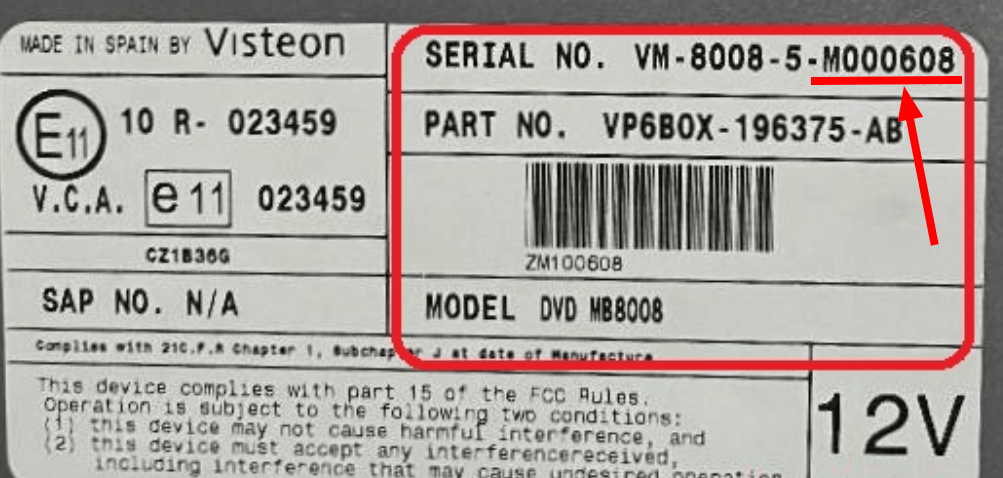 MADE IN SPAIN BY Visteon
E11 10 R- 023459
V.C.A. e 11 023459
CZ1B36G
SAP NO. N/A
SERIAL NO. VM-8008-5-M000608
PART NO. VP6B0X-196375-AB
ZM100608
MODEL DVD MB8008
Complies with 21C.F.R Chapter 1, Subchapter J at date of Manufacture
This device complies with part 15 of the FCC Rules.
Operation is subject to the following two conditions:
(1) this device may not cause harmful interference, and
(2) this device must accept any interferencereceived,
including interference that may cause undesired operation
12V